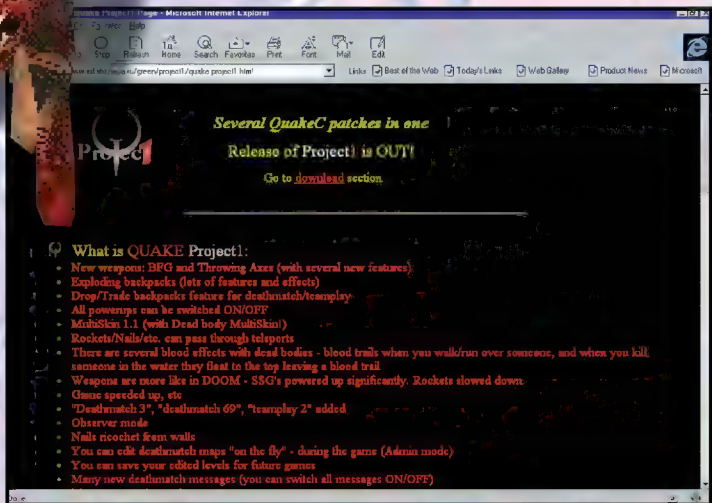 Quake Project1 Page - Microsoft Internet Explorer
Help
Stop Refresh Home Search Favorites Print Font Mail Edit
/green/project1./quake project1.html
Links Best of the Web Today's Links Web Gallery Product News Microsoft
Project1
Several QuakeC patches in one
Release of Project1 is OUT!
Go to download section
What is QUAKE Project1:
New weapons: BFG and Throwing Axes (with several new features)
Exploding backpacks (lots of features and effects)
Drop/Trade backpacks feature for deathmatch/teamplay
All powerups can be switched ON/OFF
MultiSkin 1.1 (with Dead body MultiSkin!)
Rockets/Nails/etc. can pass through teleports
There are several blood effects with dead bodies - blood trails when you walk/run over someone, and when you kill
someone in the water they float to the top leaving a blood trail
Weapons are more like in DOOM - SSG's powered up significantly. Rockets slowed down
Game speeded up, etc
"Deathmatch 3", "deathmatch 69", "teamplay 2" added
Observer mode
Nails ricochet from walls
You can edit deathmatch maps "on the fly" - during the game (Admin mode)
You can save your edited levels for future games
Many new deathmatch messages (you can switch all messages ON/OFF)